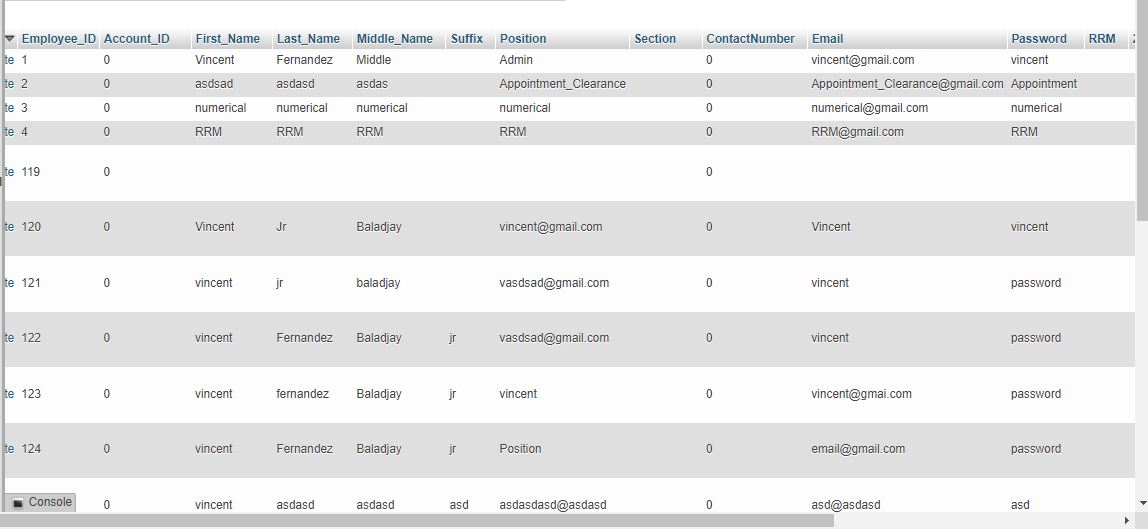 Employee_ID Account_ID First_Name Last_Name Middle_Name Suffix Position Section ContactNumber Email Password RRM
te 1 0 Vincent Fernandez Middle Admin 0 vincent@gmail.com vincent
te 2 0 asdsad asdasd asdas Appointment_Clearance 0 Appointment_Clearance@gmail.com Appointment
te 3 0 numerical numerical numerical numerical 0 numerical@gmail.com numerical
te 4 0 RRM RRM RRM RRM 0 RRM@gmail.com RRM
te 119 0 0
te 120 0 Vincent Jr Baladjay vincent@gmail.com 0 Vincent vincent
te 121 0 vincent jr baladjay vasdsad@gmail.com 0 vincent password
te 122 0 vincent Fernandez Baladjay jr vasdsad@gmail.com 0 vincent password
te 123 0 vincent fernandez Baladjay jr vincent 0 vincent@gmai.com password
te 124 0 vincent Fernandez Baladjay jr Position 0 email@gmail.com password
Console 0 vincent asdasd asdasd asd asdasdasd@asdasd 0 asd@asdasd asd